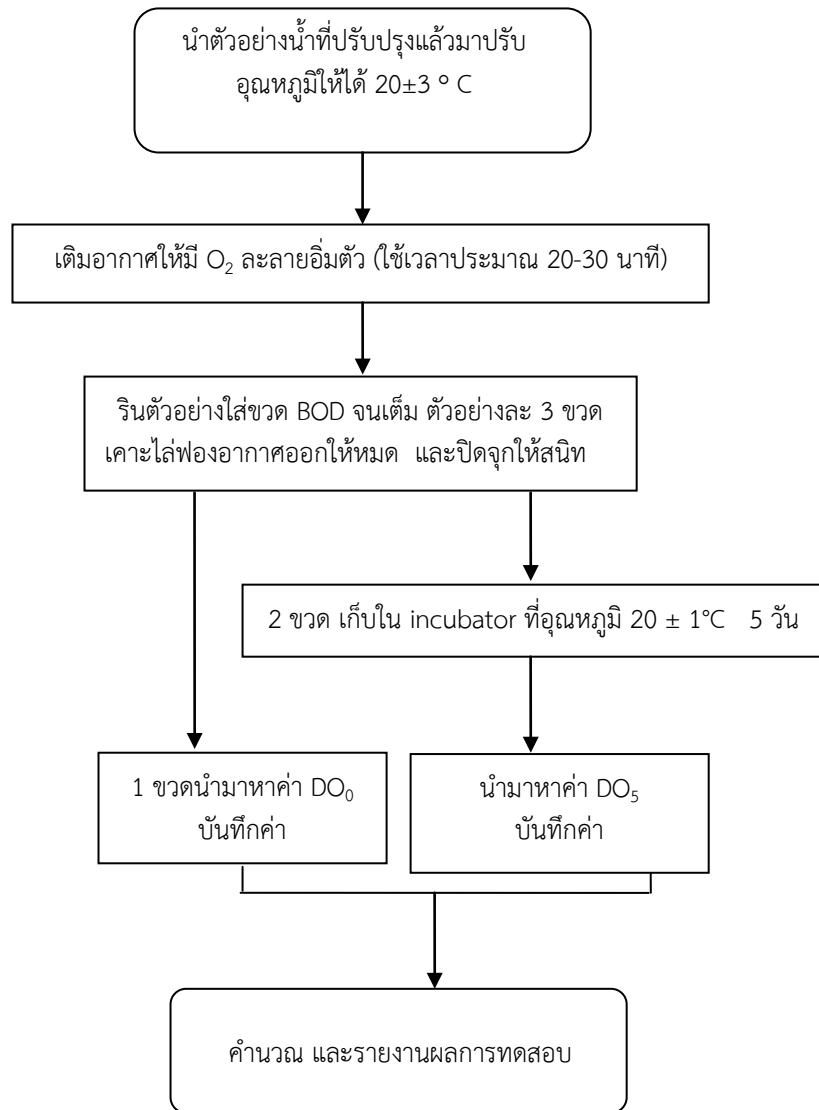 นำตัวอย่างน้ำที่ปรับปรุงแล้วมาปรับ
อุณหภูมิให้ได้ 20±3 ° C
เติมอากาศให้มี O₂ ละลายอิ่มตัว (ใช้เวลาประมาณ 20-30 นาที)
รินตัวอย่างใส่ขวด BOD จนเต็ม ตัวอย่างละ 3 ขวด
เคาะไล่ฟองอากาศออกให้หมด และปิดจุกให้สนิท
2 ขวด เก็บใน incubator ที่อุณหภูมิ 20 ± 1°C 5 วัน
1 ขวดนำมาหาค่า DO₀
บันทึกค่า
นำมาหาค่า DO₅
บันทึกค่า
คำนวณ และรายงานผลการทดสอบ